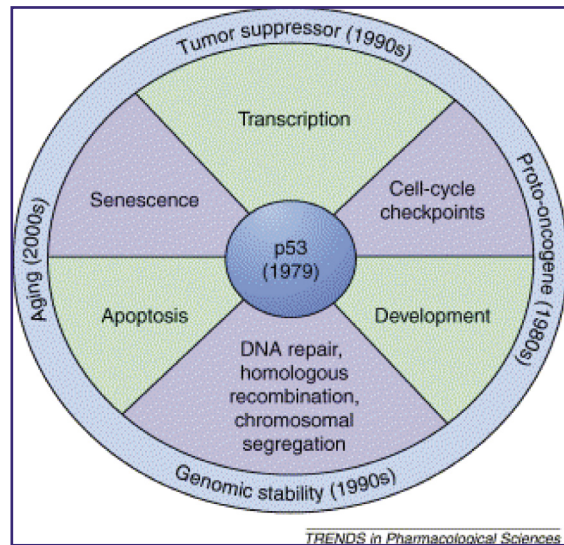 Tumor suppressor (1990s)
Transcription
Senescence
Cell-cycle
checkpoints
Proto-oncogene (1980s)
Aging (2000s)
p53
(1979)
Apoptosis
Development
DNA repair,
homologous
recombination,
chromosomal
segregation
Genomic stability (1990s)
TRENDS in Pharmacological Sciences